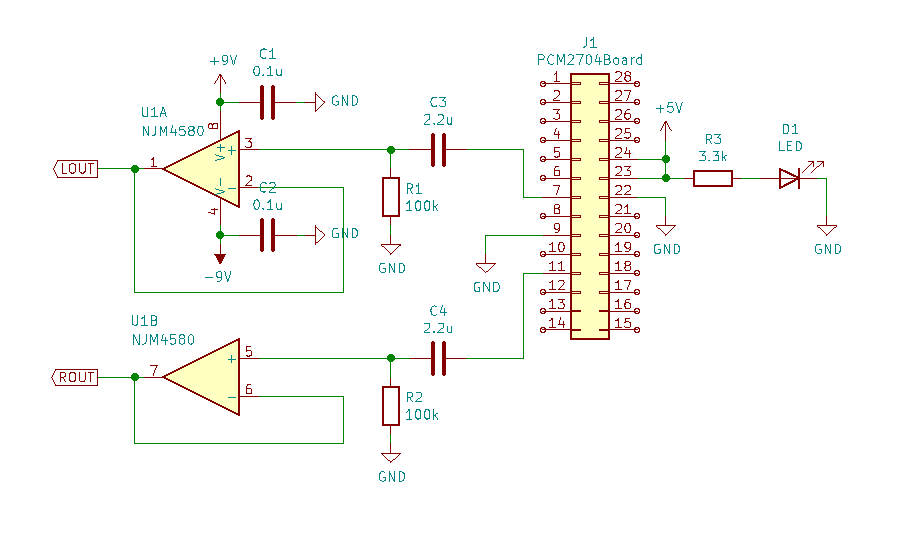 J1
PCM2704Board
+9V
C1
0.1u
GND
U1A
NJM4580
8
V+
+
3
LOUT
1
V-
-
2
4
C2
0.1u
GND
-9V
C3
2.2u
R1
100k
GND
GND
1
2
3
4
5
6
7
8
9
10
11
12
13
14
28
27
26
25
24
23
22
21
20
19
18
17
16
15
+5V
R3
3.3k
D1
LED
GND
GND
U1B
NJM4580
ROUT
7
+
5
-
6
C4
2.2u
R2
100k
GND